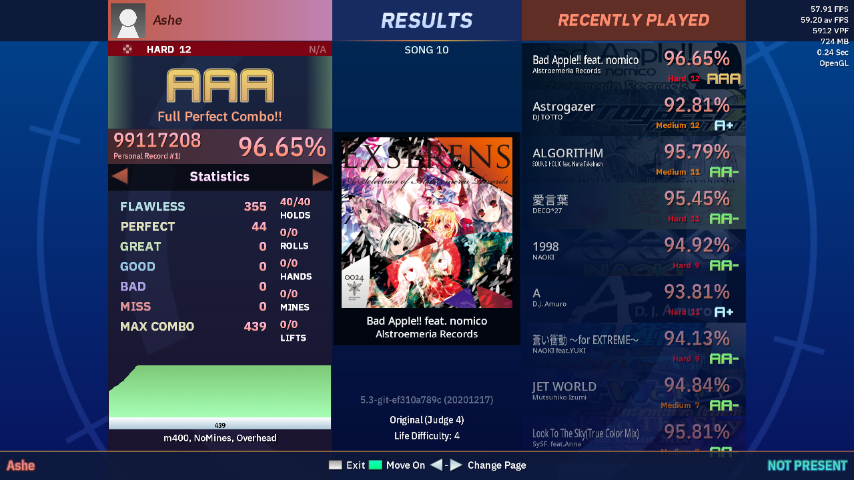 Ashe
HARD 12
N/A
AAA
Full Perfect Combo!!
99117208
Personal Record #1!
96.65%
Statistics
FLAWLESS 355
PERFECT 44
GREAT 0
GOOD 0
BAD 0
MISS 0
MAX COMBO 439
40/40
HOLDS
0/0
ROLLS
0/0
HANDS
0/0
MINES
0/0
LIFTS
439
m400, NoMines, Overhead
RESULTS
SONG 10
EXSERENS
Selection of Alstroemeria Records
0024
Bad Apple!! feat. nomico
Alstroemeria Records
5.3-git-ef310a789c (20201217)
Original (Judge 4)
Life Difficulty: 4
RECENTLY PLAYED
Bad Apple!! feat. nomico
Alstroemeria Records
96.65%
Hard 12 AAA
Astrogazer
DJ TOTTO
92.81%
Medium 12 A+
ALGORITHM
95.79%
Medium 11 AA-
愛言葉
DECO*27
95.45%
Hard 11 AA-
1998
NAOKI
94.92%
Hard 9 AA-
A
D.J. Amuro
93.81%
Hard 11 A+
蒼い衝動 ～for EXTREME～
NAOKI feat.YUKI
94.13%
Hard 9 AA-
JET WORLD
Mutsuhiko Izumi
94.84%
Medium 7 AA-
Look To The Sky(True Color Mix)
SySF. feat.Anna
95.81%
57.91 FPS
59.20 av FPS
5912 VPF
724 MB
0.24 Sec
OpenGL
Ashe
Exit
Move On
-
Change Page
NOT PRESENT